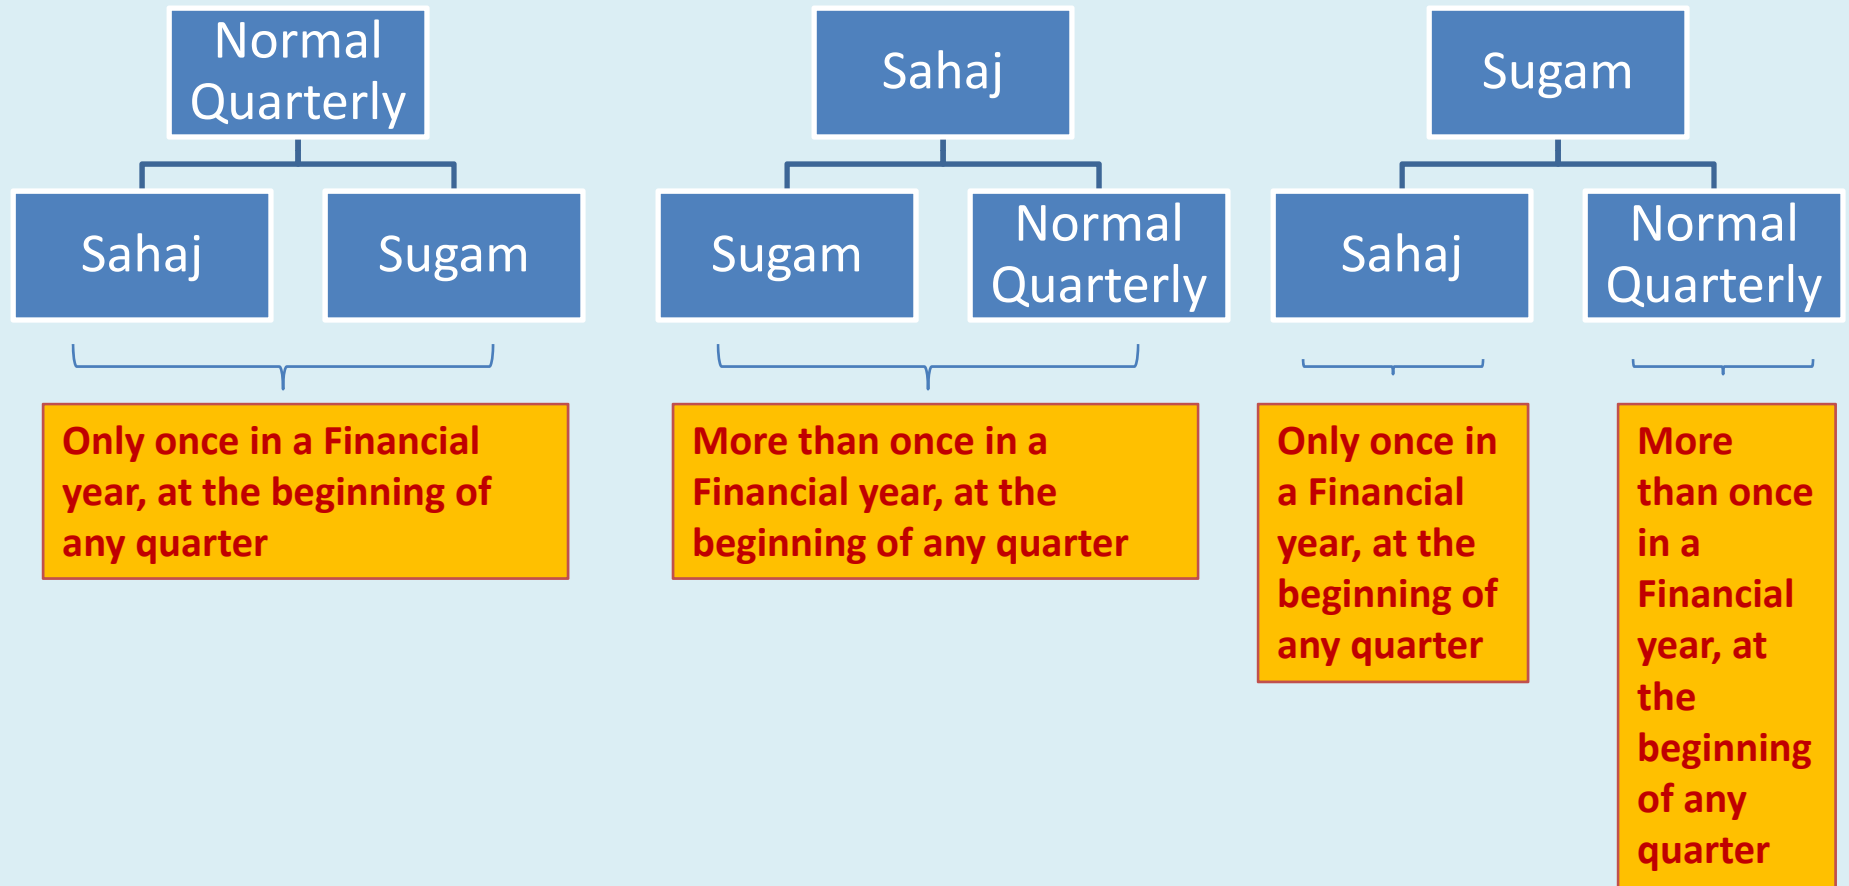 Normal
Quarterly
Sahaj
Sugam
Only once in a Financial
year, at the beginning of
any quarter
Sahaj
Sugam
Normal
Quarterly
More than once in a
Financial year, at the
beginning of any quarter
Sugam
Sahaj
Normal
Quarterly
Only once in
a Financial
year, at the
beginning of
any quarter
More
than once
in a
Financial
year, at
the
beginning
of any
quarter